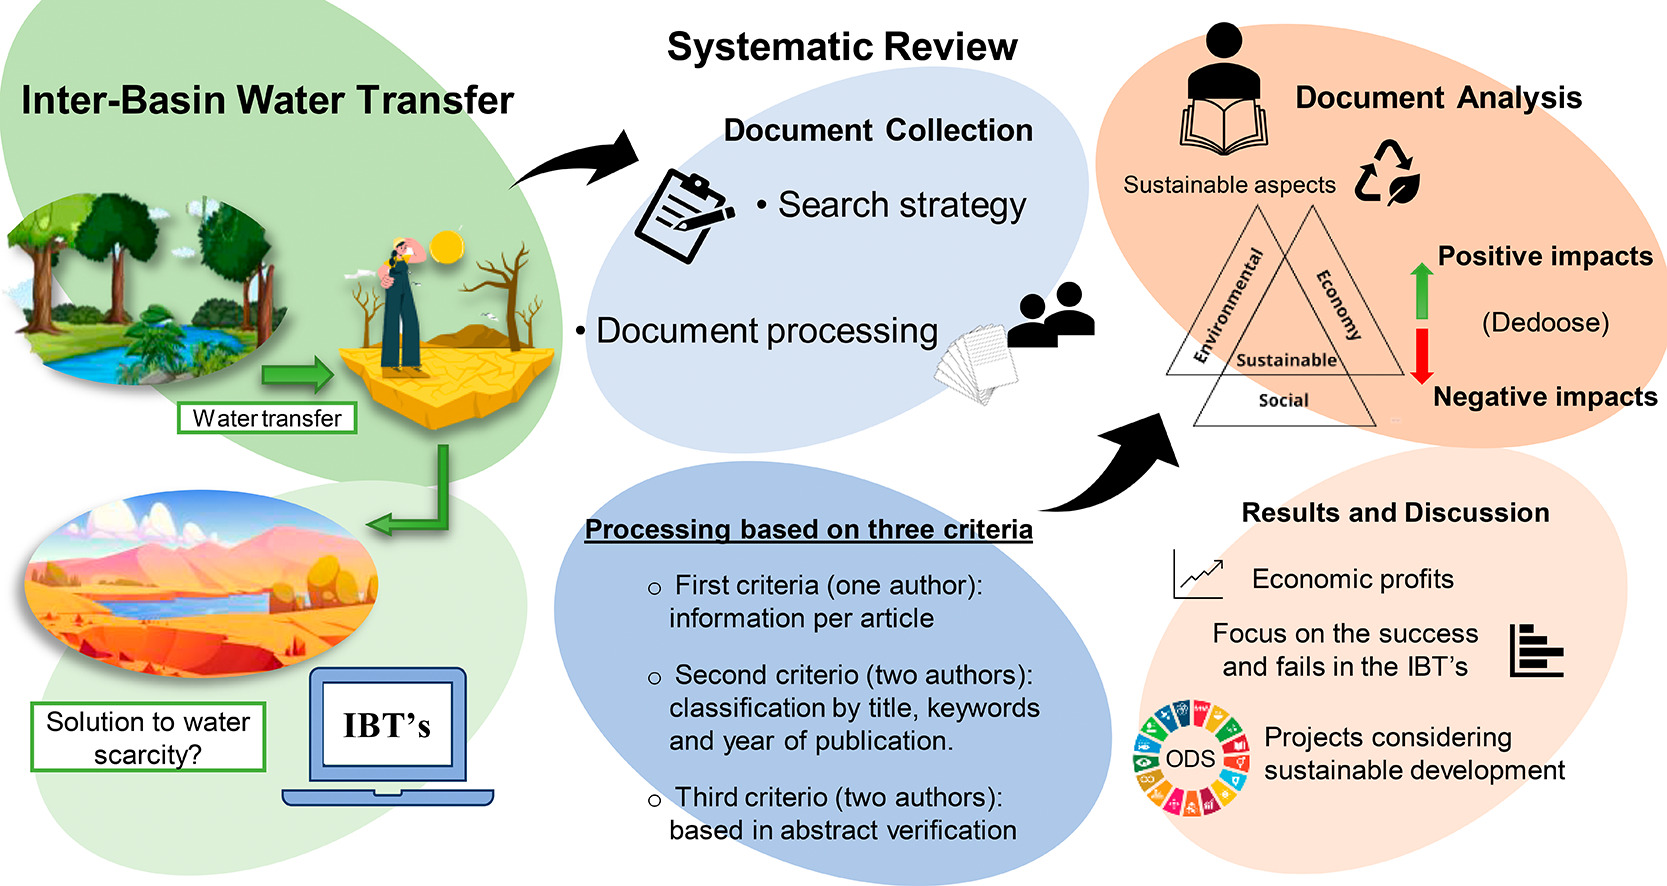 Inter-Basin Water Transfer
Water transfer
Solution to water
scarcity?
IBT's
Systematic Review
Document Collection
• Search strategy
• Document processing
Processing based on three criteria
o First criteria (one author):
information per article
o Second criterio (two authors):
classification by title, keywords
and year of publication.
o Third criterio (two authors):
based in abstract verification
Document Analysis
Sustainable aspects
Environmental
Economy
Sustainable
Social
Positive impacts
(Dedoose)
Negative impacts
Results and Discussion
Economic profits
Focus on the success
and fails in the IBT's
ODS
Projects considering
sustainable development